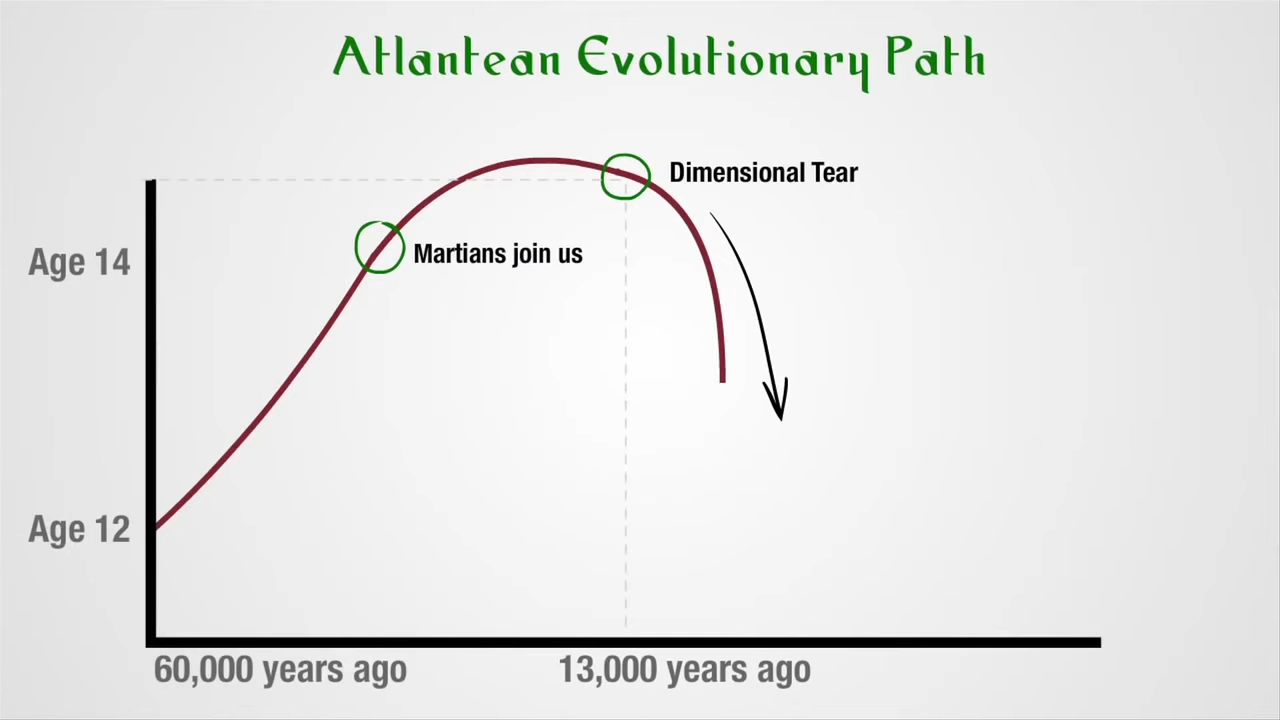 Atlantean Evolutionary Path
Dimensional Tear
Martians join us
Age 14
Age 12
60,000 years ago
13,000 years ago